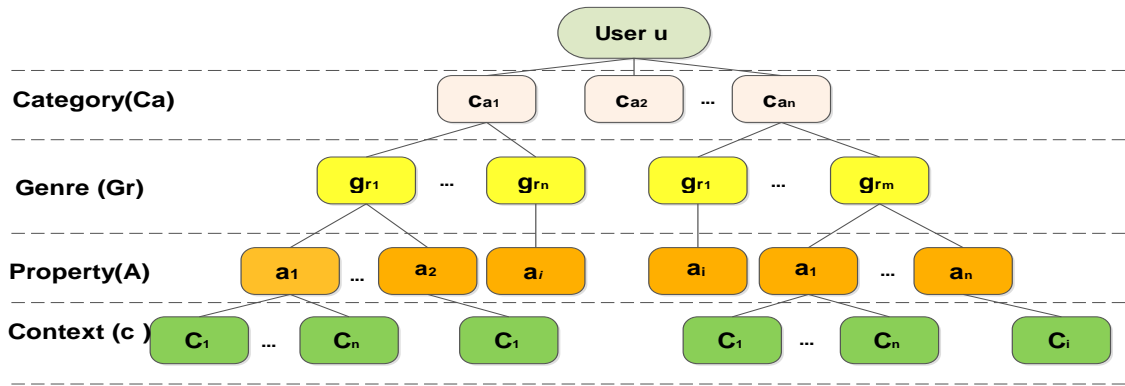 User u
Category(Ca) ca1 ca2 ... can
Genre (Gr) gr1 ... grn gr1 ... grm
Property(A) a1 ... a2 ai ai a1 ... an
Context (c ) C1 ... Cn C1 C1 ... Cn Ci